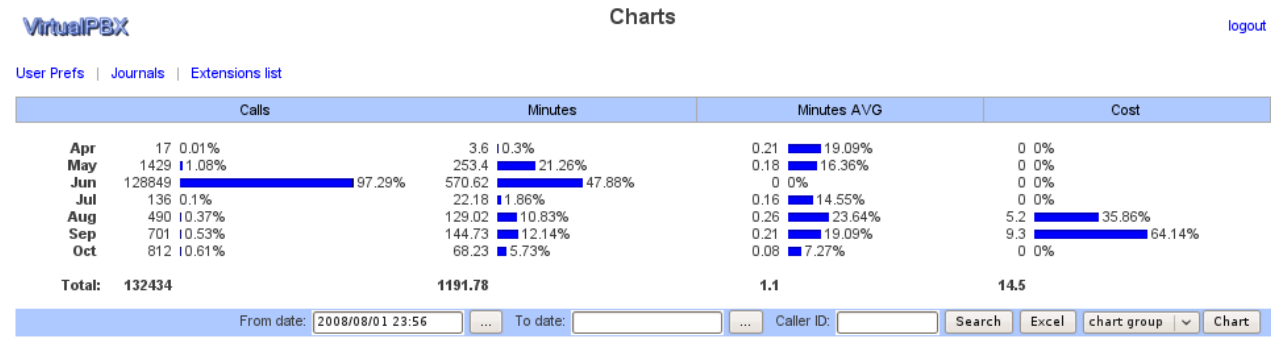 VirtualPBX
Charts
logout
User Prefs | Journals | Extensions list
Calls Minutes Minutes AVG Cost
Apr 17 0.01% 3.6 0.3% 0.21 19.09% 0 0%
May 1429 1.08% 253.4 21.26% 0.18 16.36% 0 0%
Jun 128849 97.29% 570.62 47.88% 0 0% 0 0%
Jul 136 0.1% 22.18 1.86% 0.16 14.55% 0 0%
Aug 490 0.37% 129.02 10.83% 0.26 23.64% 5.2 35.86%
Sep 701 0.53% 144.73 12.14% 0.21 19.09% 9.3 64.14%
Oct 812 0.61% 68.23 5.73% 0.08 7.27% 0 0%
Total: 132434 1191.78 1.1 14.5
From date: 2008/08/01 23:56 ... To date: ... Caller ID: Search Excel chart group Chart